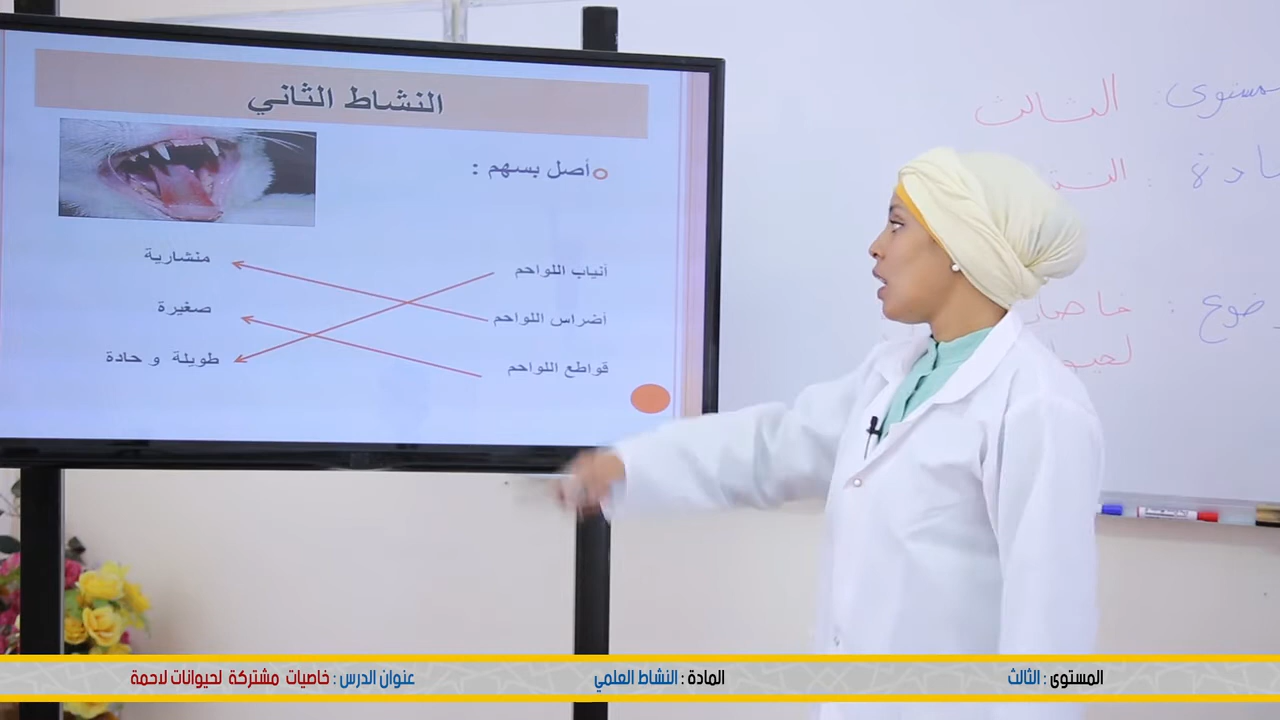 النشاط الثاني
أصل بسهم :
أنياب اللواحم
أضراس اللواحم
قواطع اللواحم
منشارية
صغيرة
طويلة و حادة
الثالث
المستوى : الثالث
المادة : النشاط العلمي
عنوان الدرس : خاصيات مشتركة لحيوانات لاحمة